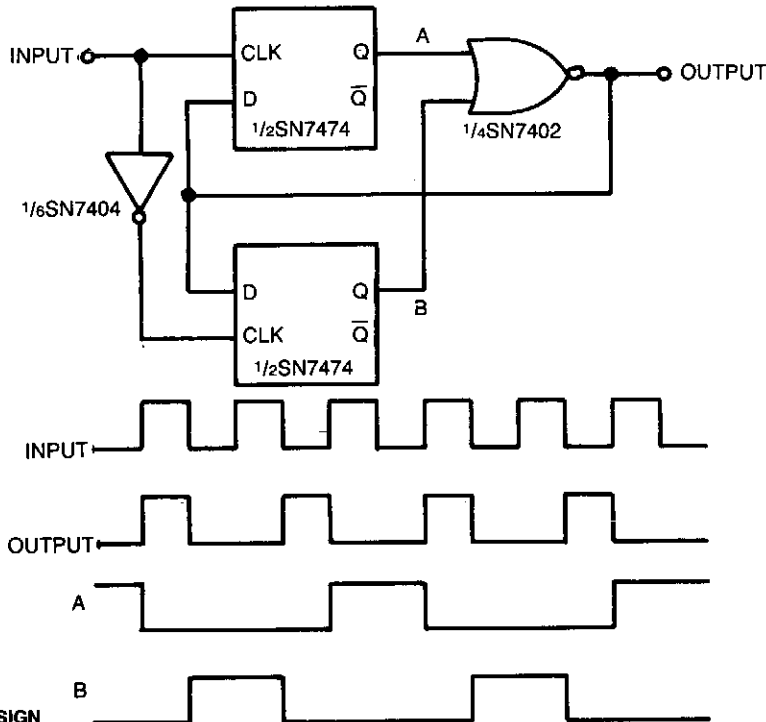 INPUT
CLK
Q
D
Q̅
1/2SN7474
A
1/4SN7402
OUTPUT
1/6SN7404
D
Q
CLK
Q̅
1/2SN7474
B
INPUT
OUTPUT
A
B
SIGN